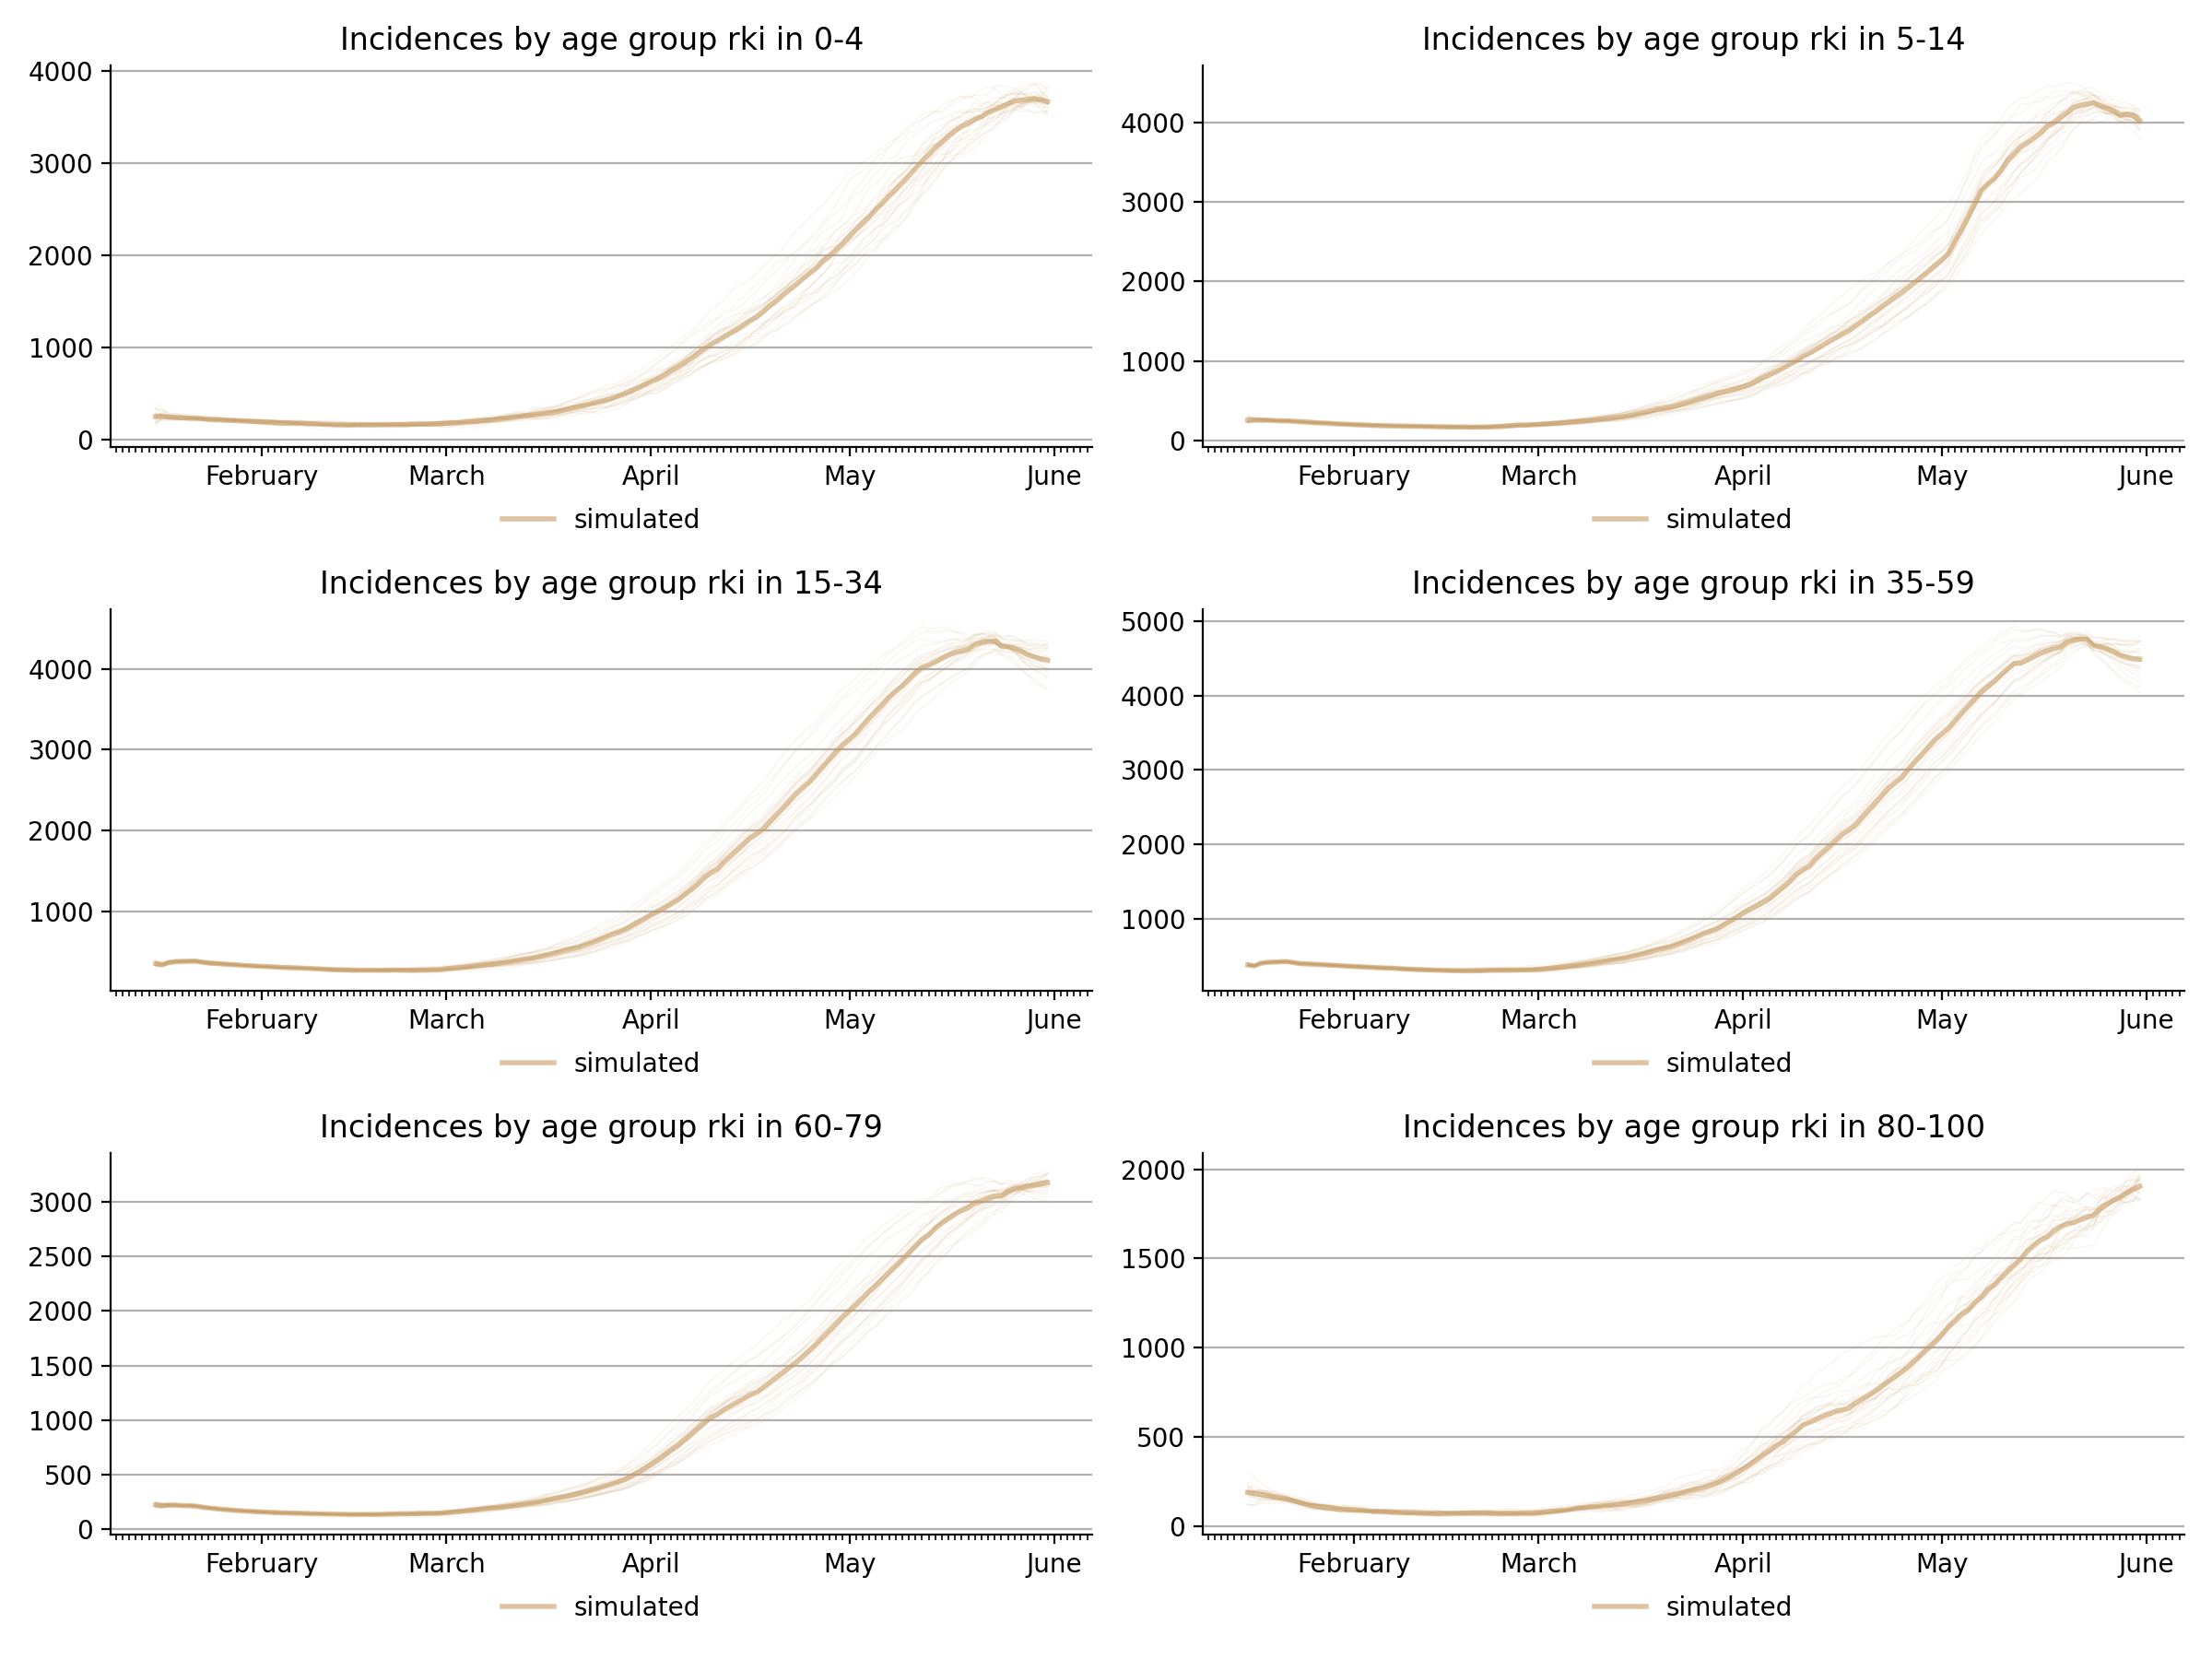 Incidences by age group rki in 0-4
4000
3000
2000
1000
0
February March April May June
simulated
Incidences by age group rki in 5-14
4000
3000
2000
1000
0
February March April May June
simulated
Incidences by age group rki in 15-34
4000
3000
2000
1000
February March April May June
simulated
Incidences by age group rki in 35-59
5000
4000
3000
2000
1000
February March April May June
simulated
Incidences by age group rki in 60-79
3000
2500
2000
1500
1000
500
0
February March April May June
simulated
Incidences by age group rki in 80-100
2000
1500
1000
500
0
February March April May June
simulated